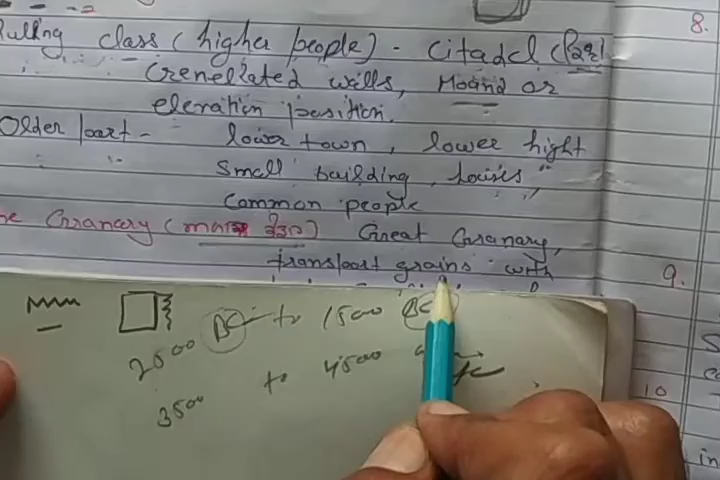 8.
Ruling class (higher people) - citadel
Crenellated walls, Mound or
elevation position.
Older part - lower town, lower hight
small building, houses,
common people
Granary ( ) Great Granary,
transport grains with
9.
2500 BC to 1500 BC
3500 to 4500
10
in